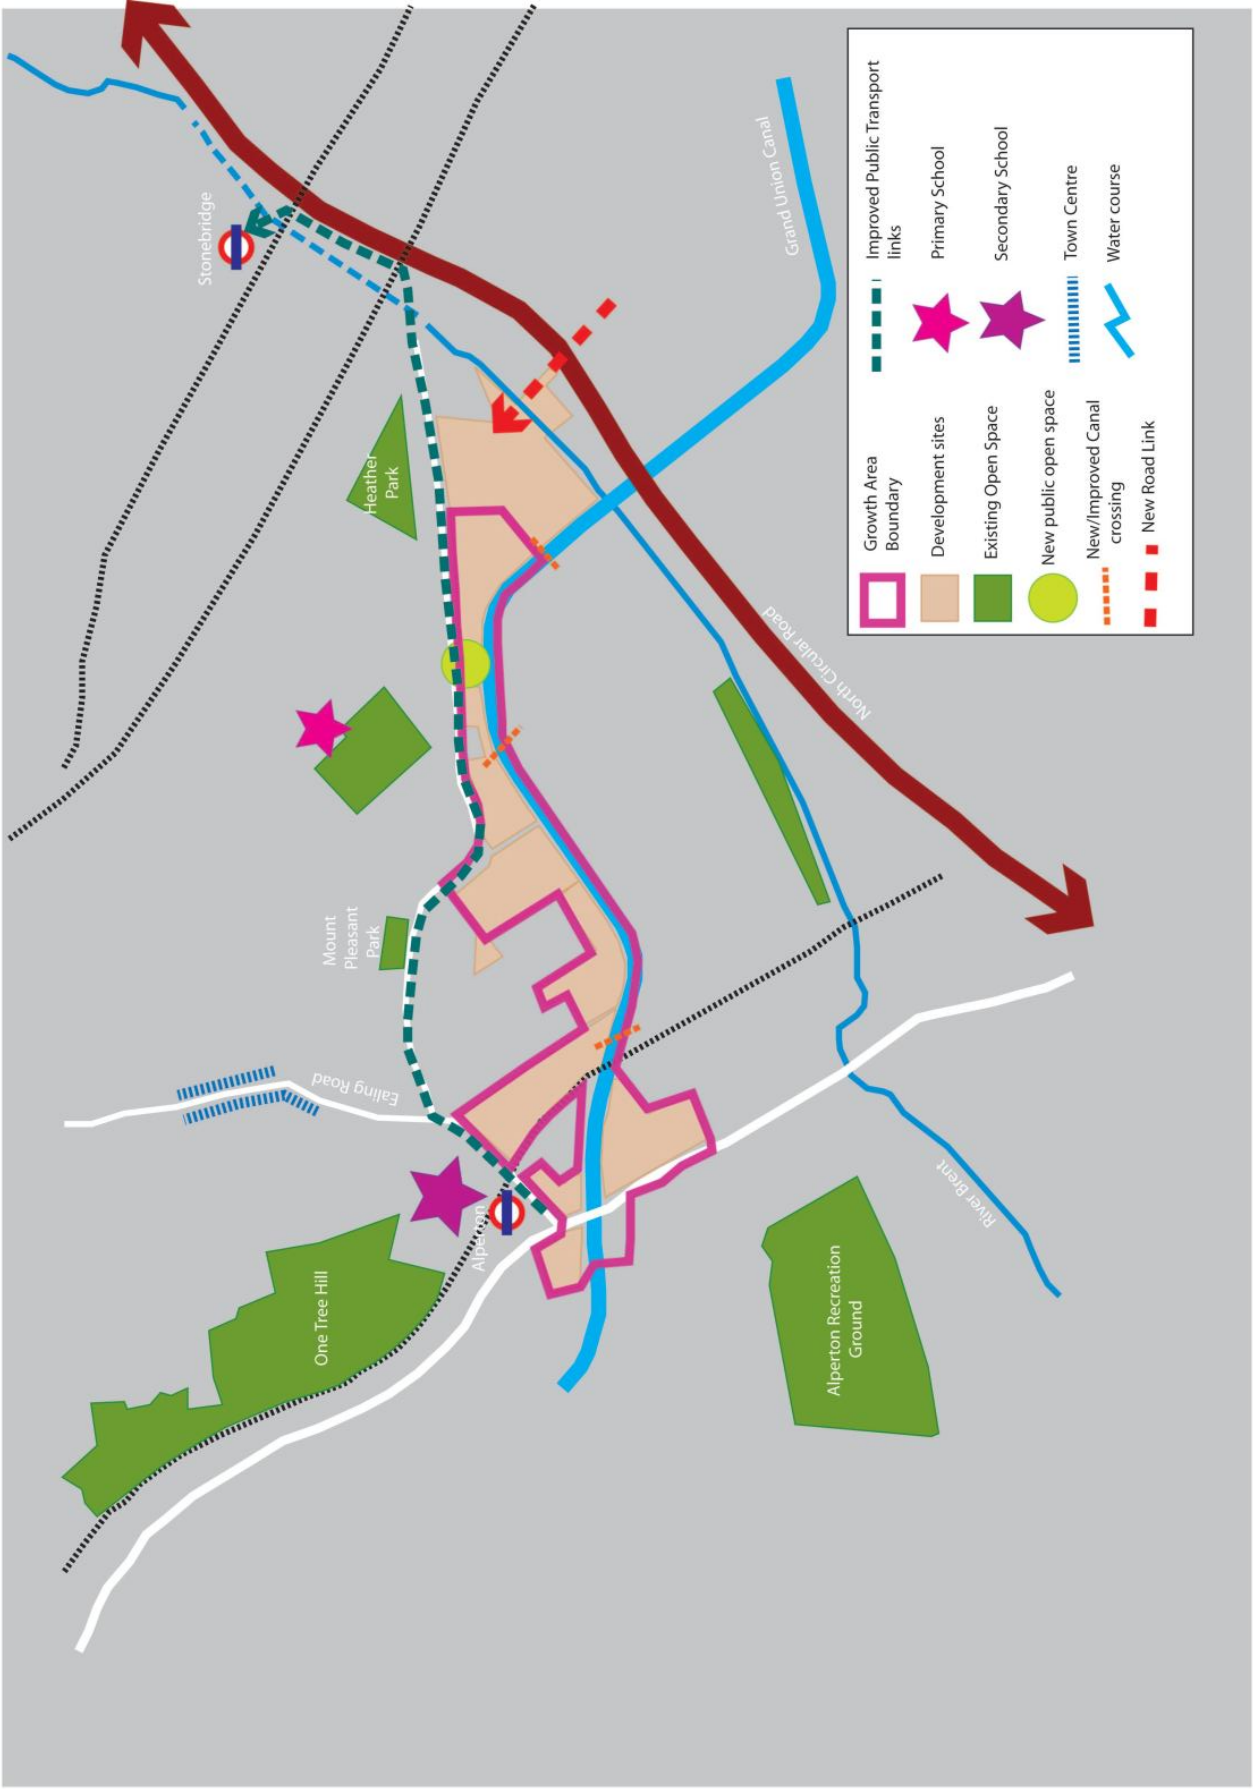 Stonebridge
Grand Union Canal
Heather
Park
Mount
Pleasant
Park
North Circular Road
Ealing Road
Alperton
River Brent
One Tree Hill
Alperton Recreation
Ground
Growth Area
Boundary
Development sites
Existing Open Space
New public open space
New/Improved Canal
crossing
New Road Link
Improved Public Transport
links
Primary School
Secondary School
Town Centre
Water course